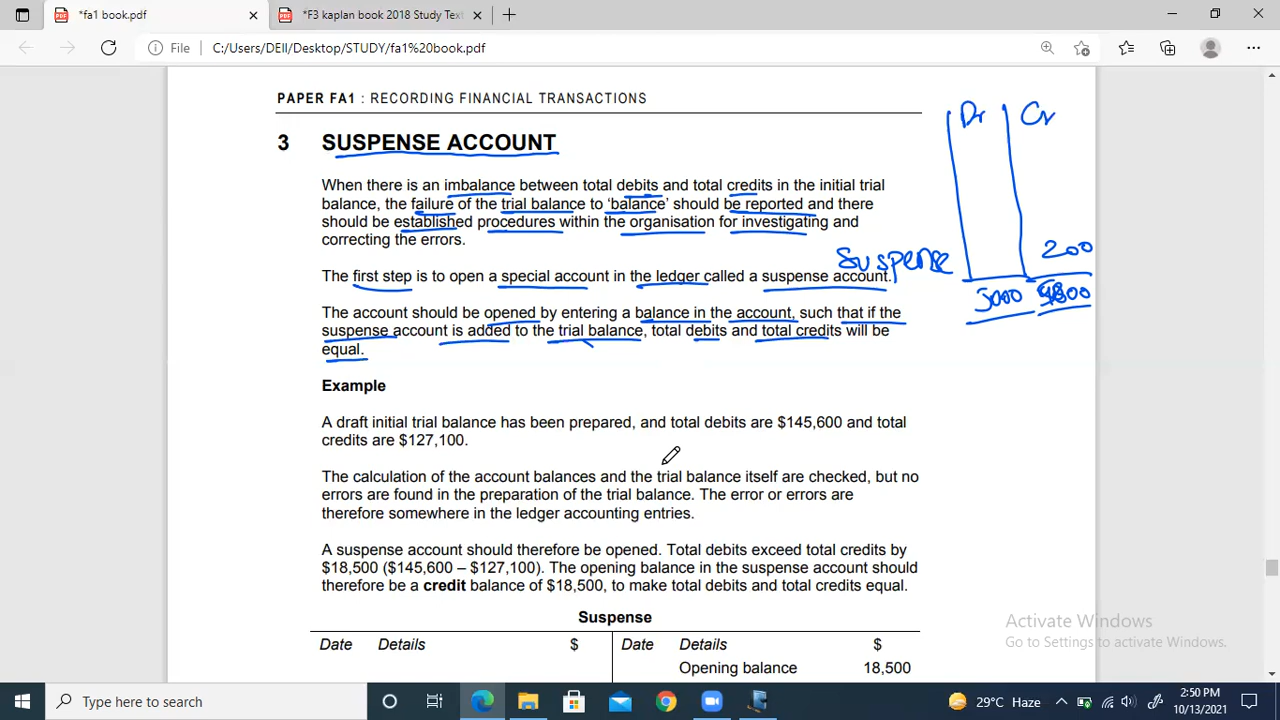 *fa1 book.pdf
*F3 kaplan book 2018 Study Text
File
C:/Users/DEll/Desktop/STUDY/fa1%20book.pdf
PAPER FA1 : RECORDING FINANCIAL TRANSACTIONS
Dr Cr
3 SUSPENSE ACCOUNT
When there is an imbalance between total debits and total credits in the initial trial
balance, the failure of the trial balance to ‘balance’ should be reported and there
should be established procedures within the organisation for investigating and
correcting the errors.
200
Suspense
The first step is to open a special account in the ledger called a suspense account.
5000 4800
The account should be opened by entering a balance in the account, such that if the
suspense account is added to the trial balance, total debits and total credits will be
equal.
Example
A draft initial trial balance has been prepared, and total debits are $145,600 and total
credits are $127,100.
The calculation of the account balances and the trial balance itself are checked, but no
errors are found in the preparation of the trial balance. The error or errors are
therefore somewhere in the ledger accounting entries.
A suspense account should therefore be opened. Total debits exceed total credits by
$18,500 ($145,600 – $127,100). The opening balance in the suspense account should
therefore be a credit balance of $18,500, to make total debits and total credits equal.
Suspense
Date Details $ Date Details $
Opening balance 18,500
Activate Windows
Go to Settings to activate Windows.
Type here to search
29°C Haze
2:50 PM
10/13/2021